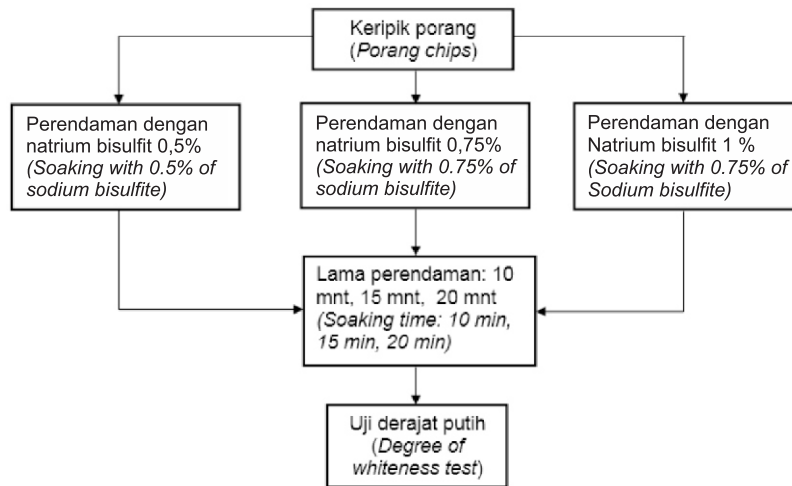 Keripik porang
(Porang chips)
Perendaman dengan
natrium bisulfit 0,5%
(Soaking with 0.5% of
sodium bisulfite)
Perendaman dengan
natrium bisulfit 0,75%
(Soaking with 0.75% of
sodium bisulfite)
Perendaman dengan
Natrium bisulfit 1 %
(Soaking with 0.75% of
Sodium bisulfite)
Lama perendaman: 10
mnt, 15 mnt, 20 mnt
(Soaking time: 10 min,
15 min, 20 min)
Uji derajat putih
(Degree of
whiteness test)